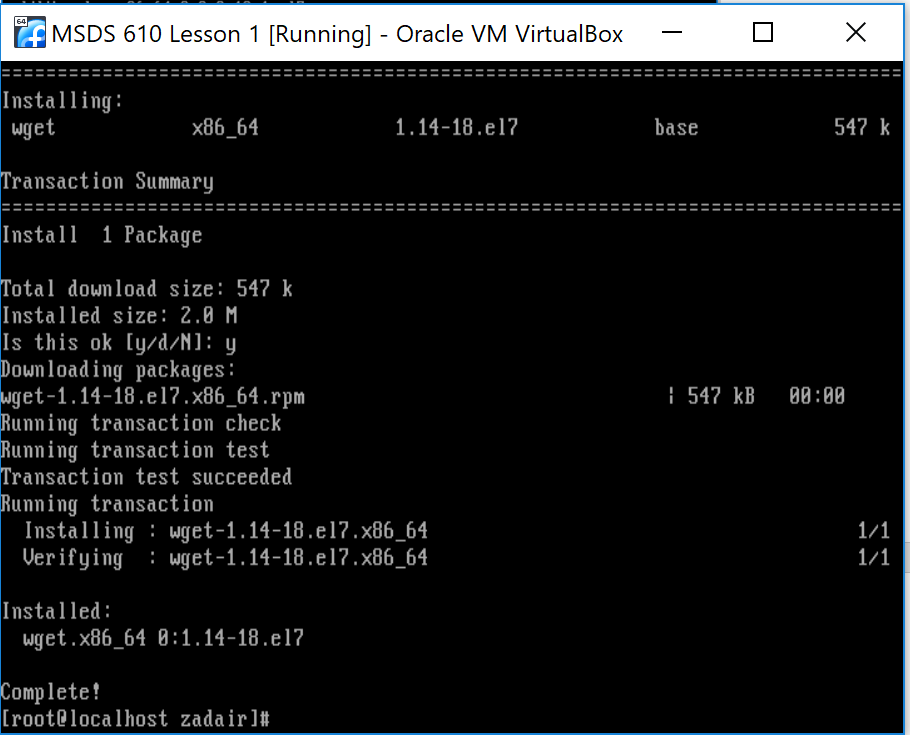 64
MSDS 610 Lesson 1 [Running] - Oracle VM VirtualBox
================================================================================
Installing:
 wget            x86_64            1.14-18.el7            base            547 k

Transaction Summary
================================================================================
Install  1 Package

Total download size: 547 k
Installed size: 2.0 M
Is this ok [y/d/N]: y
Downloading packages:
wget-1.14-18.el7.x86_64.rpm                                | 547 kB   00:00
Running transaction check
Running transaction test
Transaction test succeeded
Running transaction
  Installing : wget-1.14-18.el7.x86_64                                      1/1
  Verifying  : wget-1.14-18.el7.x86_64                                      1/1

Installed:
  wget.x86_64 0:1.14-18.el7

Complete!
[root@localhost zadair]#